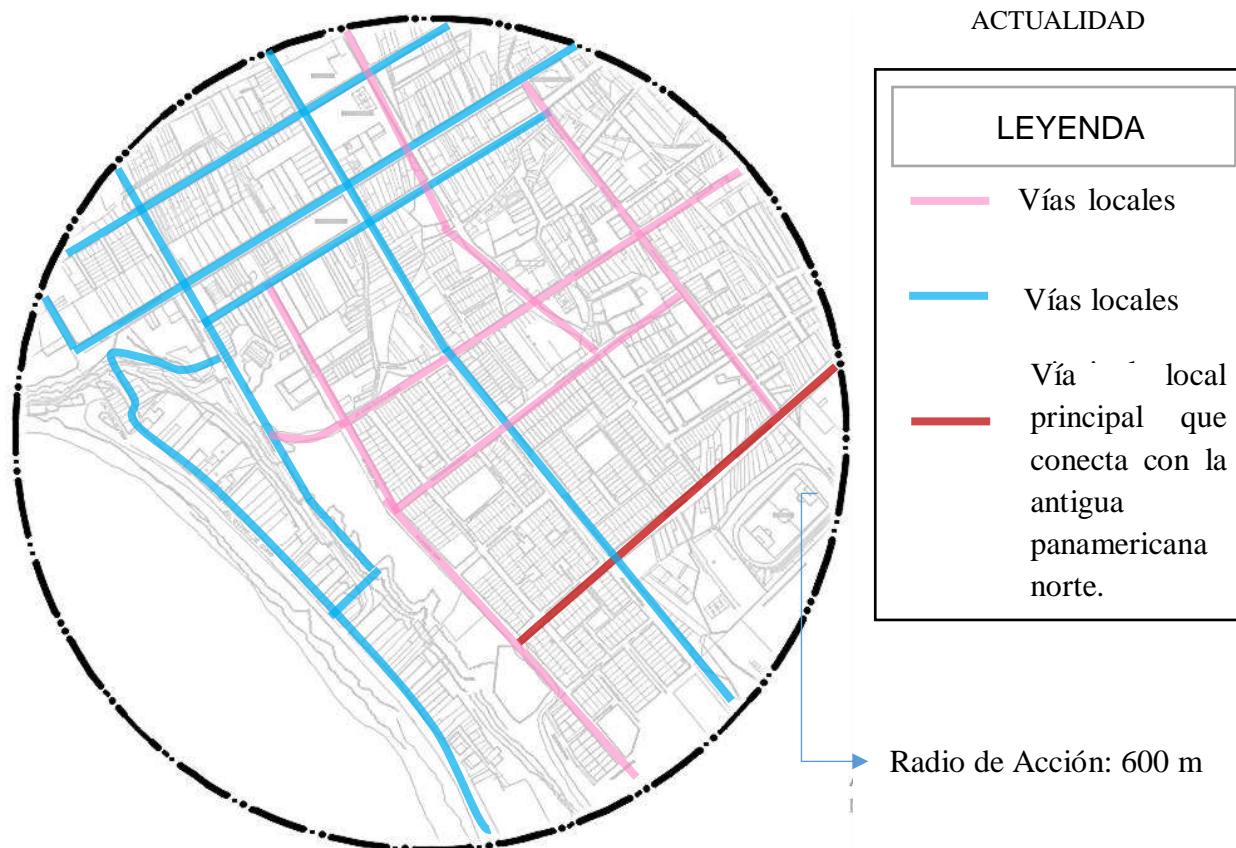 ACTUALIDAD
LEYENDA
Vías locales
Vías locales
Vía local
principal que
conecta con la
antigua
panamericana
norte.
Radio de Acción: 600 m